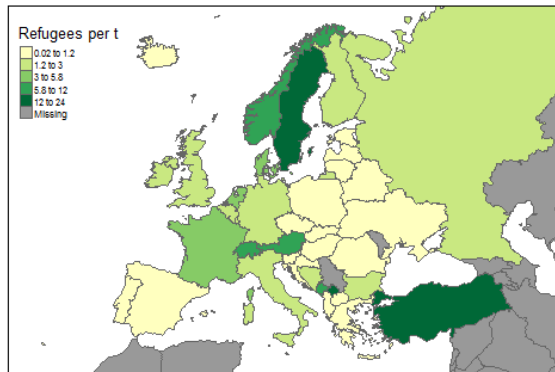 Refugees per t
0.02 to 1.2
1.2 to 3
3 to 5.8
5.8 to 12
12 to 24
Missing